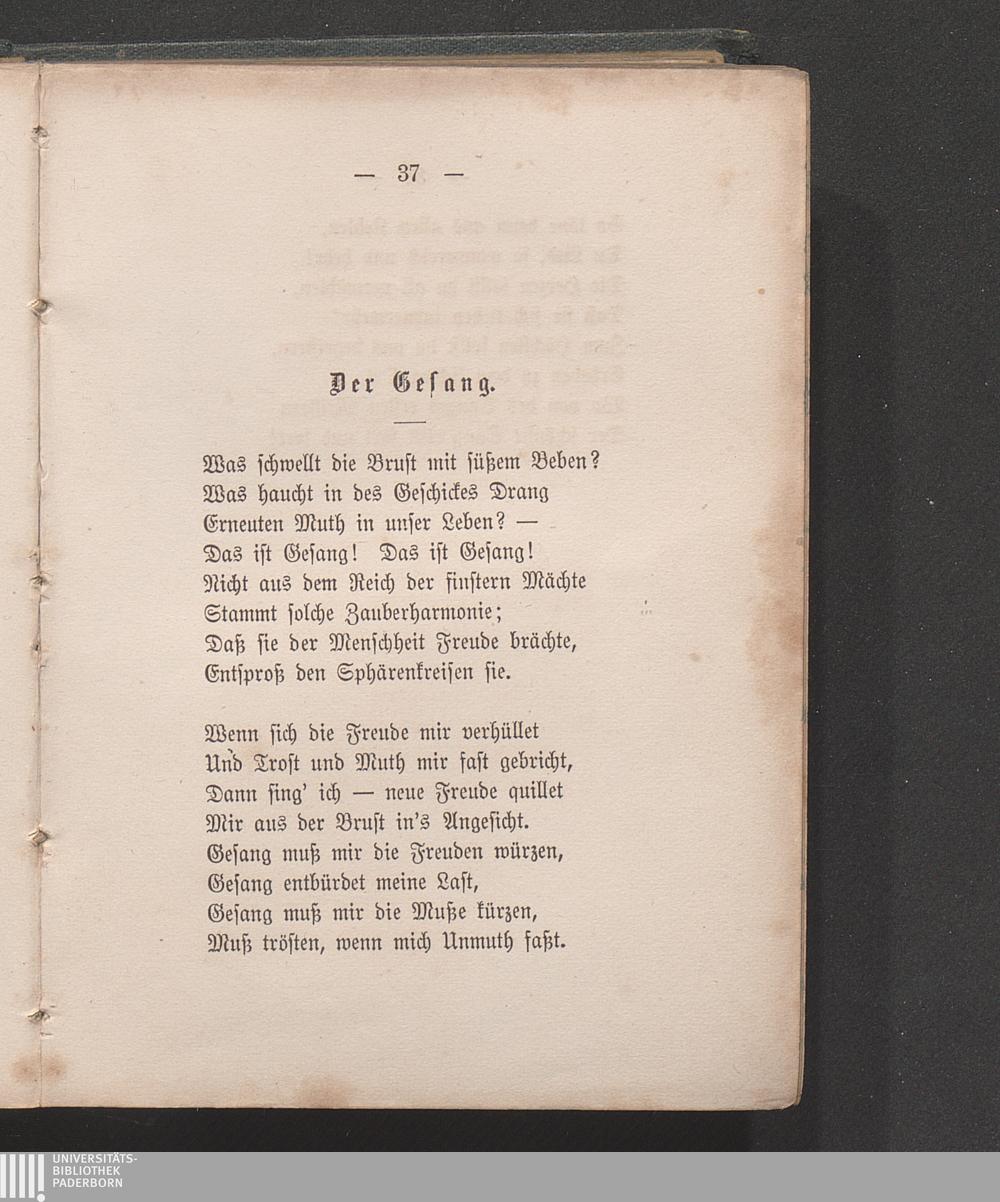 — 37 —
Der Gesang.
Was schwellt die Brust mit süßem Beben?
Was haucht in des Geschickes Drang
Erneuten Muth in unser Leben? —
Das ist Gesang! Das ist Gesang!
Nicht aus dem Reich der finstern Mächte
Stammt solche Zauberharmonie;
Daß sie der Menschheit Freude brächte,
Entsproß den Sphärenkreisen sie.
Wenn sich die Freude mir verhüllet
Und Trost und Muth mir fast gebricht,
Dann sing' ich — neue Freude quillet
Mir aus der Brust in's Angesicht.
Gesang muß mir die Freuden würzen,
Gesang entbürdet meine Last,
Gesang muß mir die Muße kürzen,
Muß trösten, wenn mich Unmuth faßt.
UNIVERSITÄTS-
BIBLIOTHEK
PADERBORN